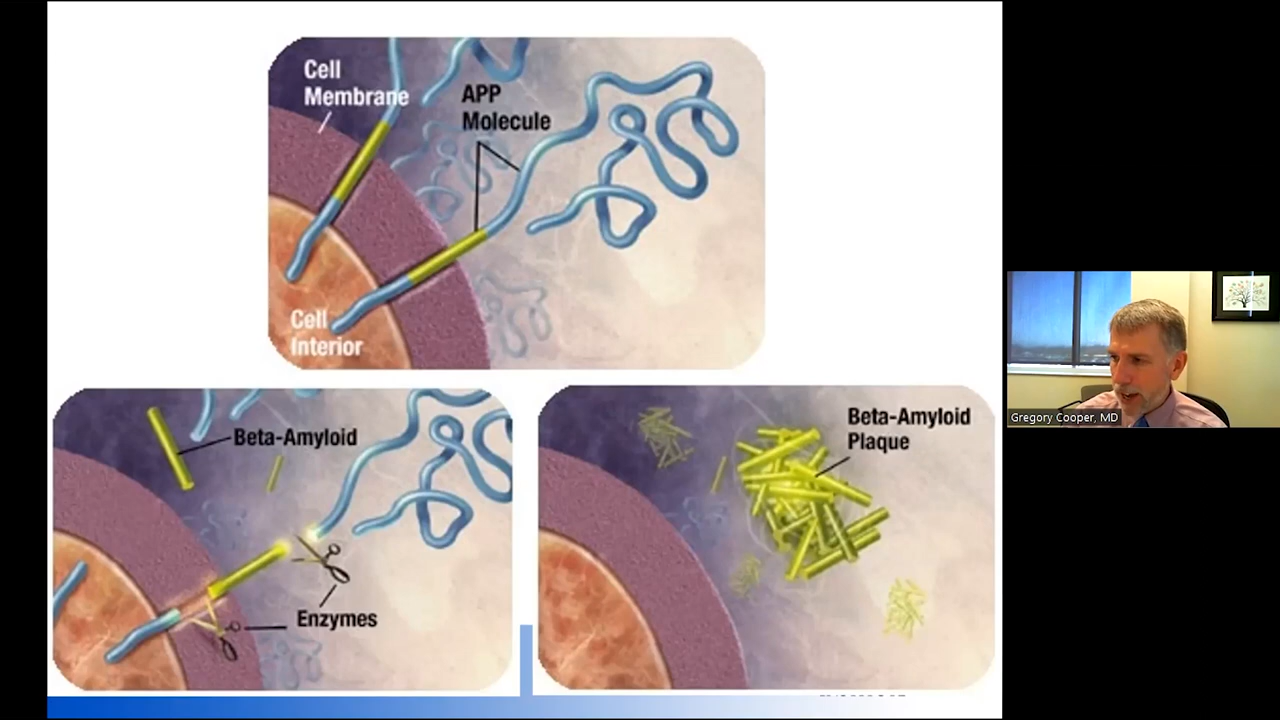 Cell
Membrane
APP
Molecule
Cell
Interior
Beta-Amyloid
Enzymes
Beta-Amyloid
Plaque
Gregory Cooper, MD